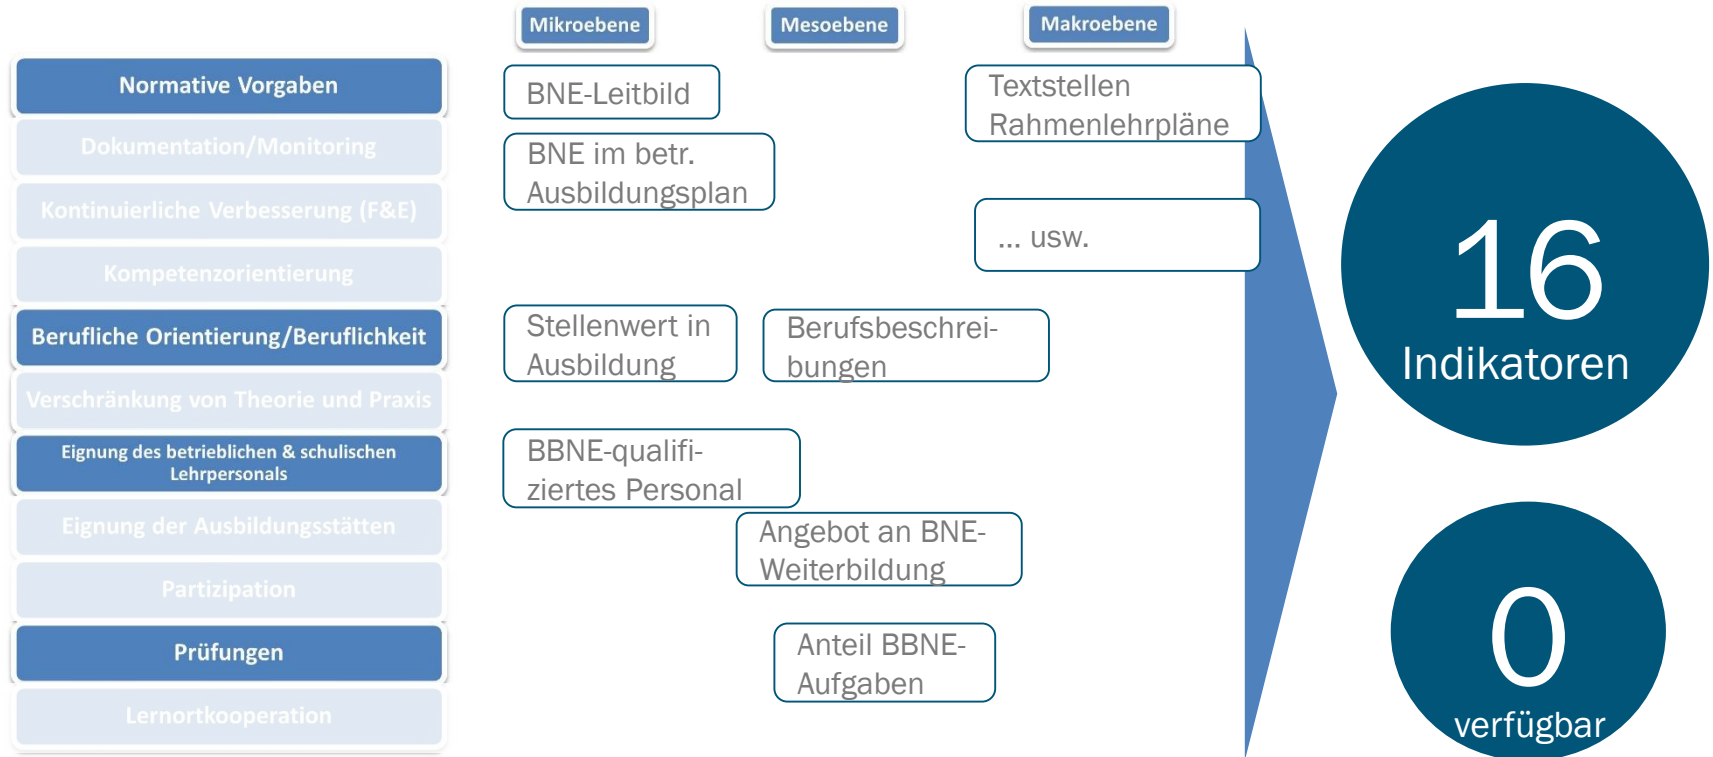 Mikroebene
Mesoebene
Makroebene
Normative Vorgaben
Dokumentation/Monitoring
Kontinuierliche Verbesserung (F&E)
Kompetenzorientierung
Berufliche Orientierung/Beruflichkeit
Verschränkung von Theorie und Praxis
Eignung des betrieblichen & schulischen
Lehrpersonals
Eignung der Ausbildungsstätten
Partizipation
Prüfungen
Lernortkooperation
BNE-Leitbild
BNE im betr.
Ausbildungsplan
Textstellen
Rahmenlehrpläne
... usw.
Stellenwert in
Ausbildung
Berufsbeschrei-
bungen
BBNE-qualifi-
ziertes Personal
Angebot an BNE-
Weiterbildung
Anteil BBNE-
Aufgaben
16
Indikatoren
0
verfügbar